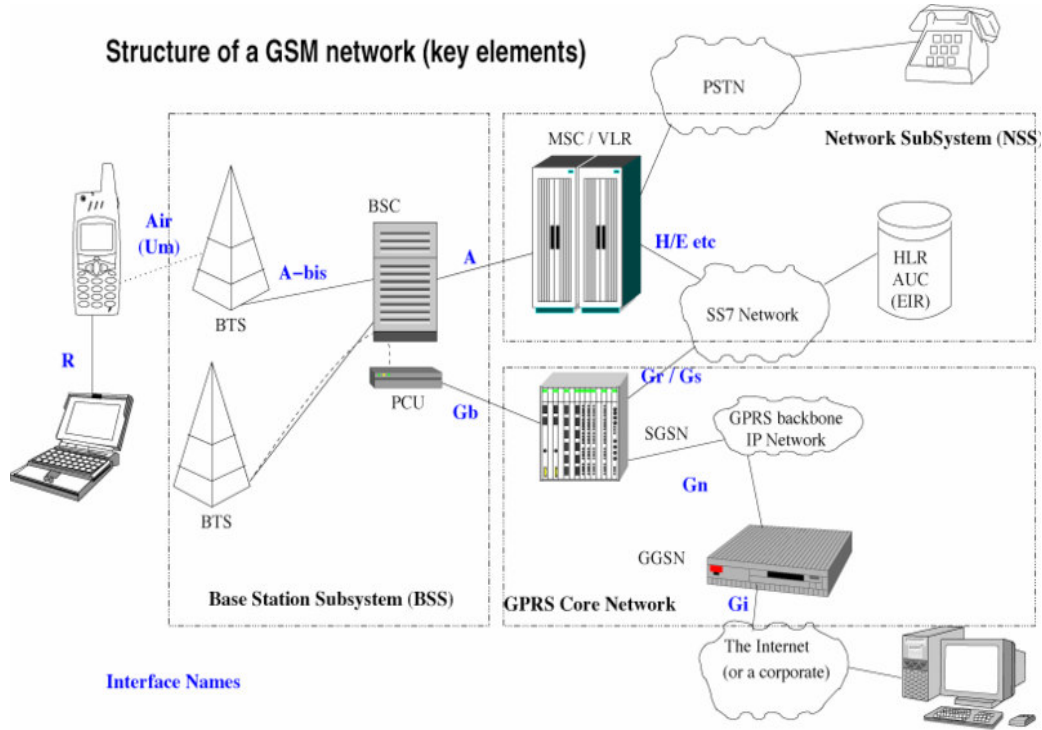 Structure of a GSM network (key elements)
PSTN
MSC / VLR
Network SubSystem (NSS)
BSC
Air
(Um)
A-bis
A
H/E etc
HLR
AUC
(EIR)
BTS
SS7 Network
R
PCU
Gb
Gr / Gs
SGSN
GPRS backbone
IP Network
Gn
BTS
GGSN
Base Station Subsystem (BSS)
GPRS Core Network
Gi
The Internet
(or a corporate)
Interface Names